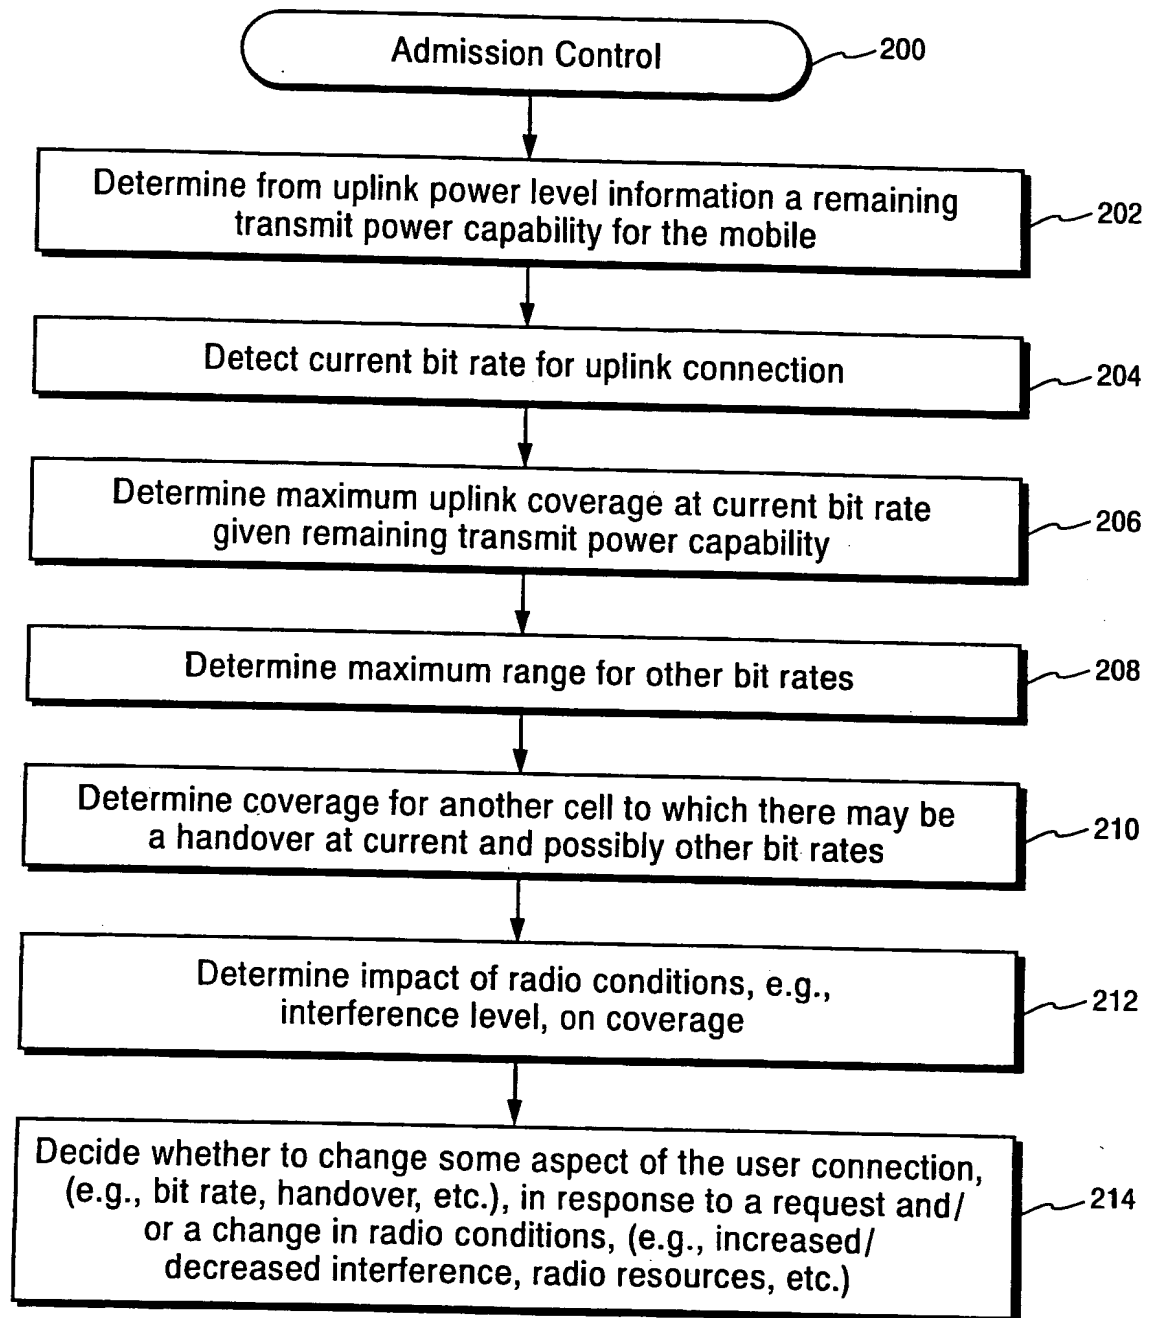 Admission Control
200
Determine from uplink power level information a remaining
transmit power capability for the mobile
202
Detect current bit rate for uplink connection
204
Determine maximum uplink coverage at current bit rate
given remaining transmit power capability
206
Determine maximum range for other bit rates
208
Determine coverage for another cell to which there may be
a handover at current and possibly other bit rates
210
Determine impact of radio conditions, e.g.,
interference level, on coverage
212
Decide whether to change some aspect of the user connection,
(e.g., bit rate, handover, etc.), in response to a request and/
or a change in radio conditions, (e.g., increased/
decreased interference, radio resources, etc.)
214